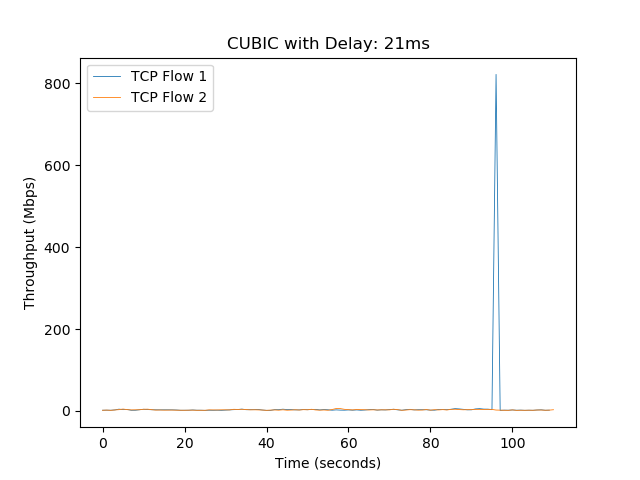 CUBIC with Delay: 21ms
TCP Flow 1
TCP Flow 2
800
600
400
200
0
Throughput (Mbps)
0 20 40 60 80 100
Time (seconds)